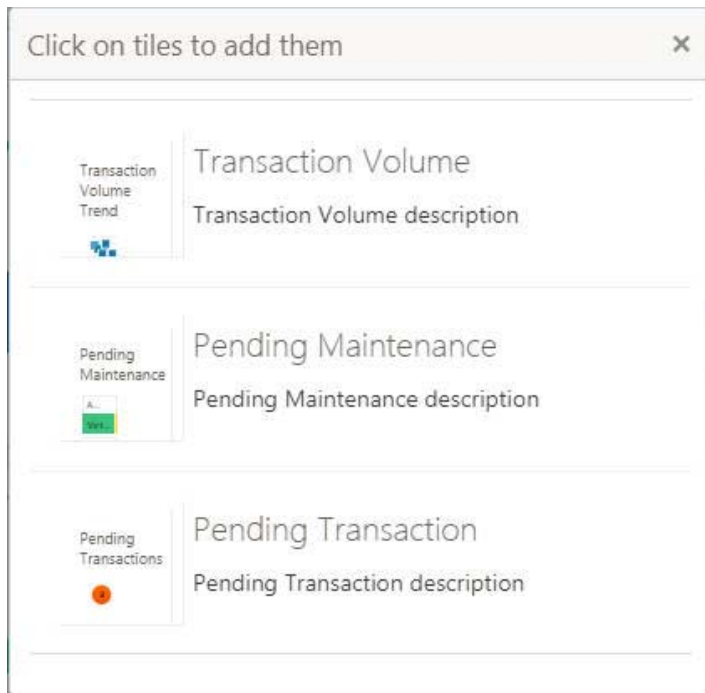 Click on tiles to add them
×
Transaction
Volume
Trend
Transaction Volume
Transaction Volume description
Pending
Maintenance
A...
Pending Maintenance
Pending Maintenance description
Pending
Transactions
Pending Transaction
Pending Transaction description